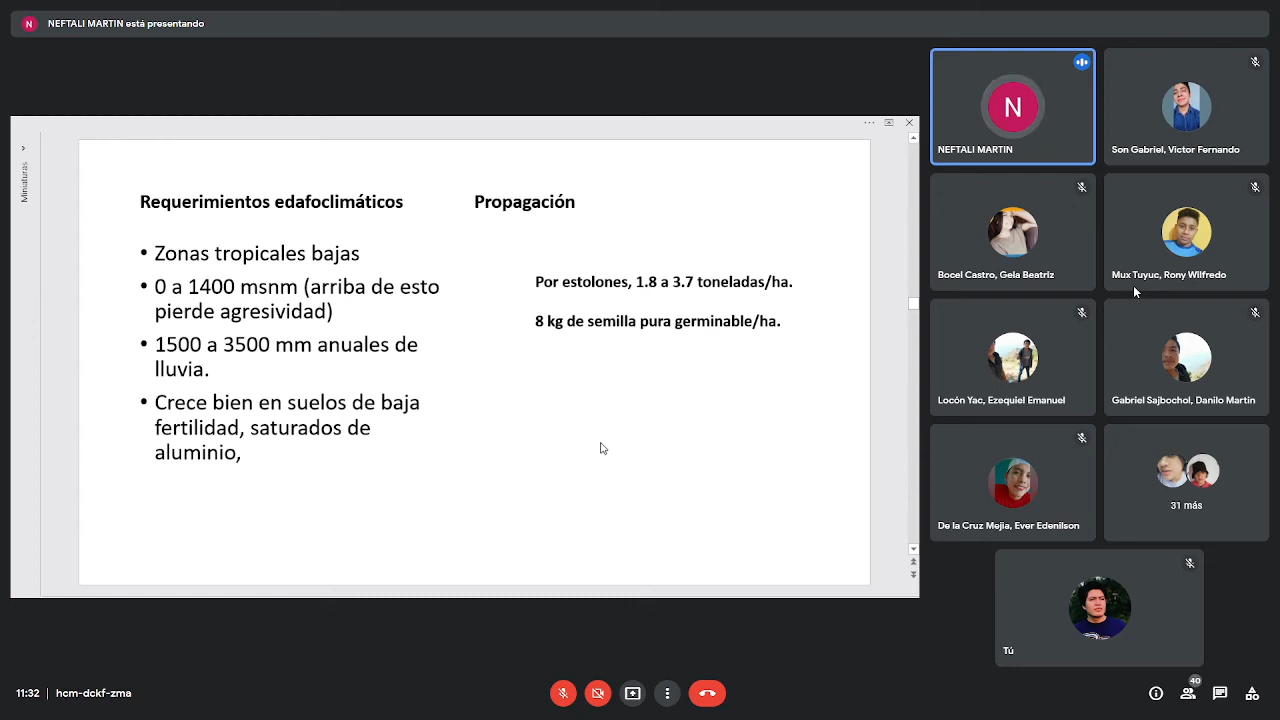 N NEFTALI MARTIN está presentando
Miniaturas
Requerimientos edafoclimáticos
• Zonas tropicales bajas
• 0 a 1400 msnm (arriba de esto
pierde agresividad)
• 1500 a 3500 mm anuales de
lluvia.
• Crece bien en suelos de baja
fertilidad, saturados de
aluminio,
Propagación
Por estolones, 1.8 a 3.7 toneladas/ha.
8 kg de semilla pura germinable/ha.
N
NEFTALI MARTIN
Son Gabriel, Victor Fernando
Bocel Castro, Gela Beatriz
Mux Tuyuc, Rony Wilfredo
Locón Yac, Ezequiel Emanuel
Gabriel Sajbochol, Danilo Martin
De la Cruz Mejia, Ever Edenilson
31 más
Tú
11:32 | hcm-dckf-zma
40